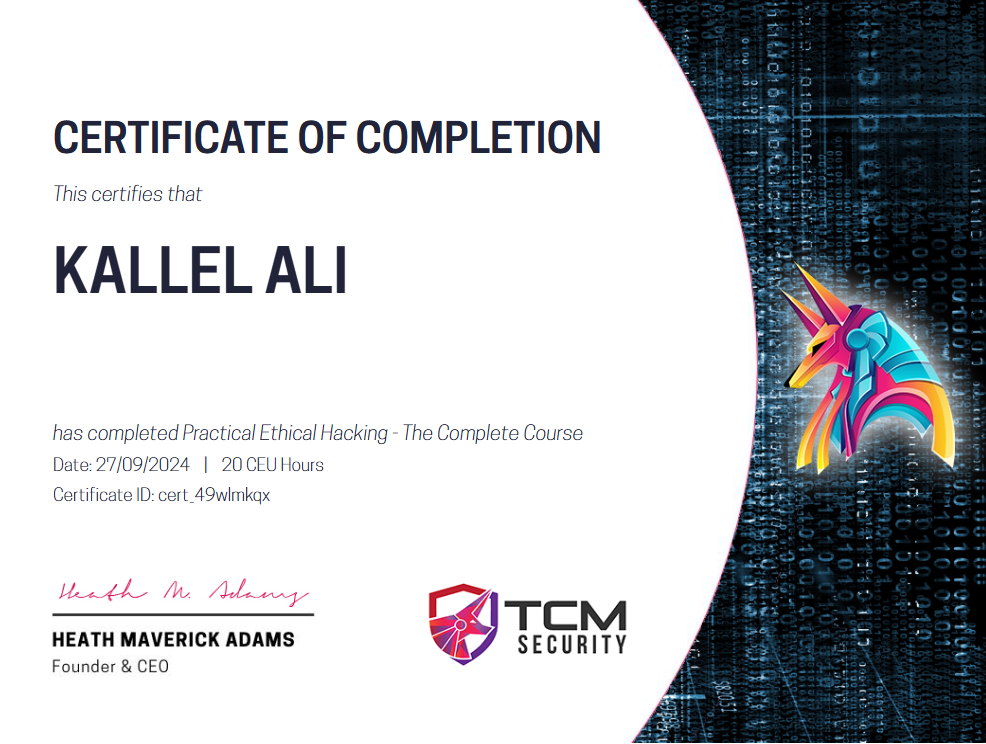 CERTIFICATE OF COMPLETION
This certifies that
KALLEL ALI
has completed Practical Ethical Hacking - The Complete Course
Date: 27/09/2024 | 20 CEU Hours
Certificate ID: cert_49wlmkqx
Heath M. Adams
HEATH MAVERICK ADAMS
Founder & CEO
TCM
SECURITY